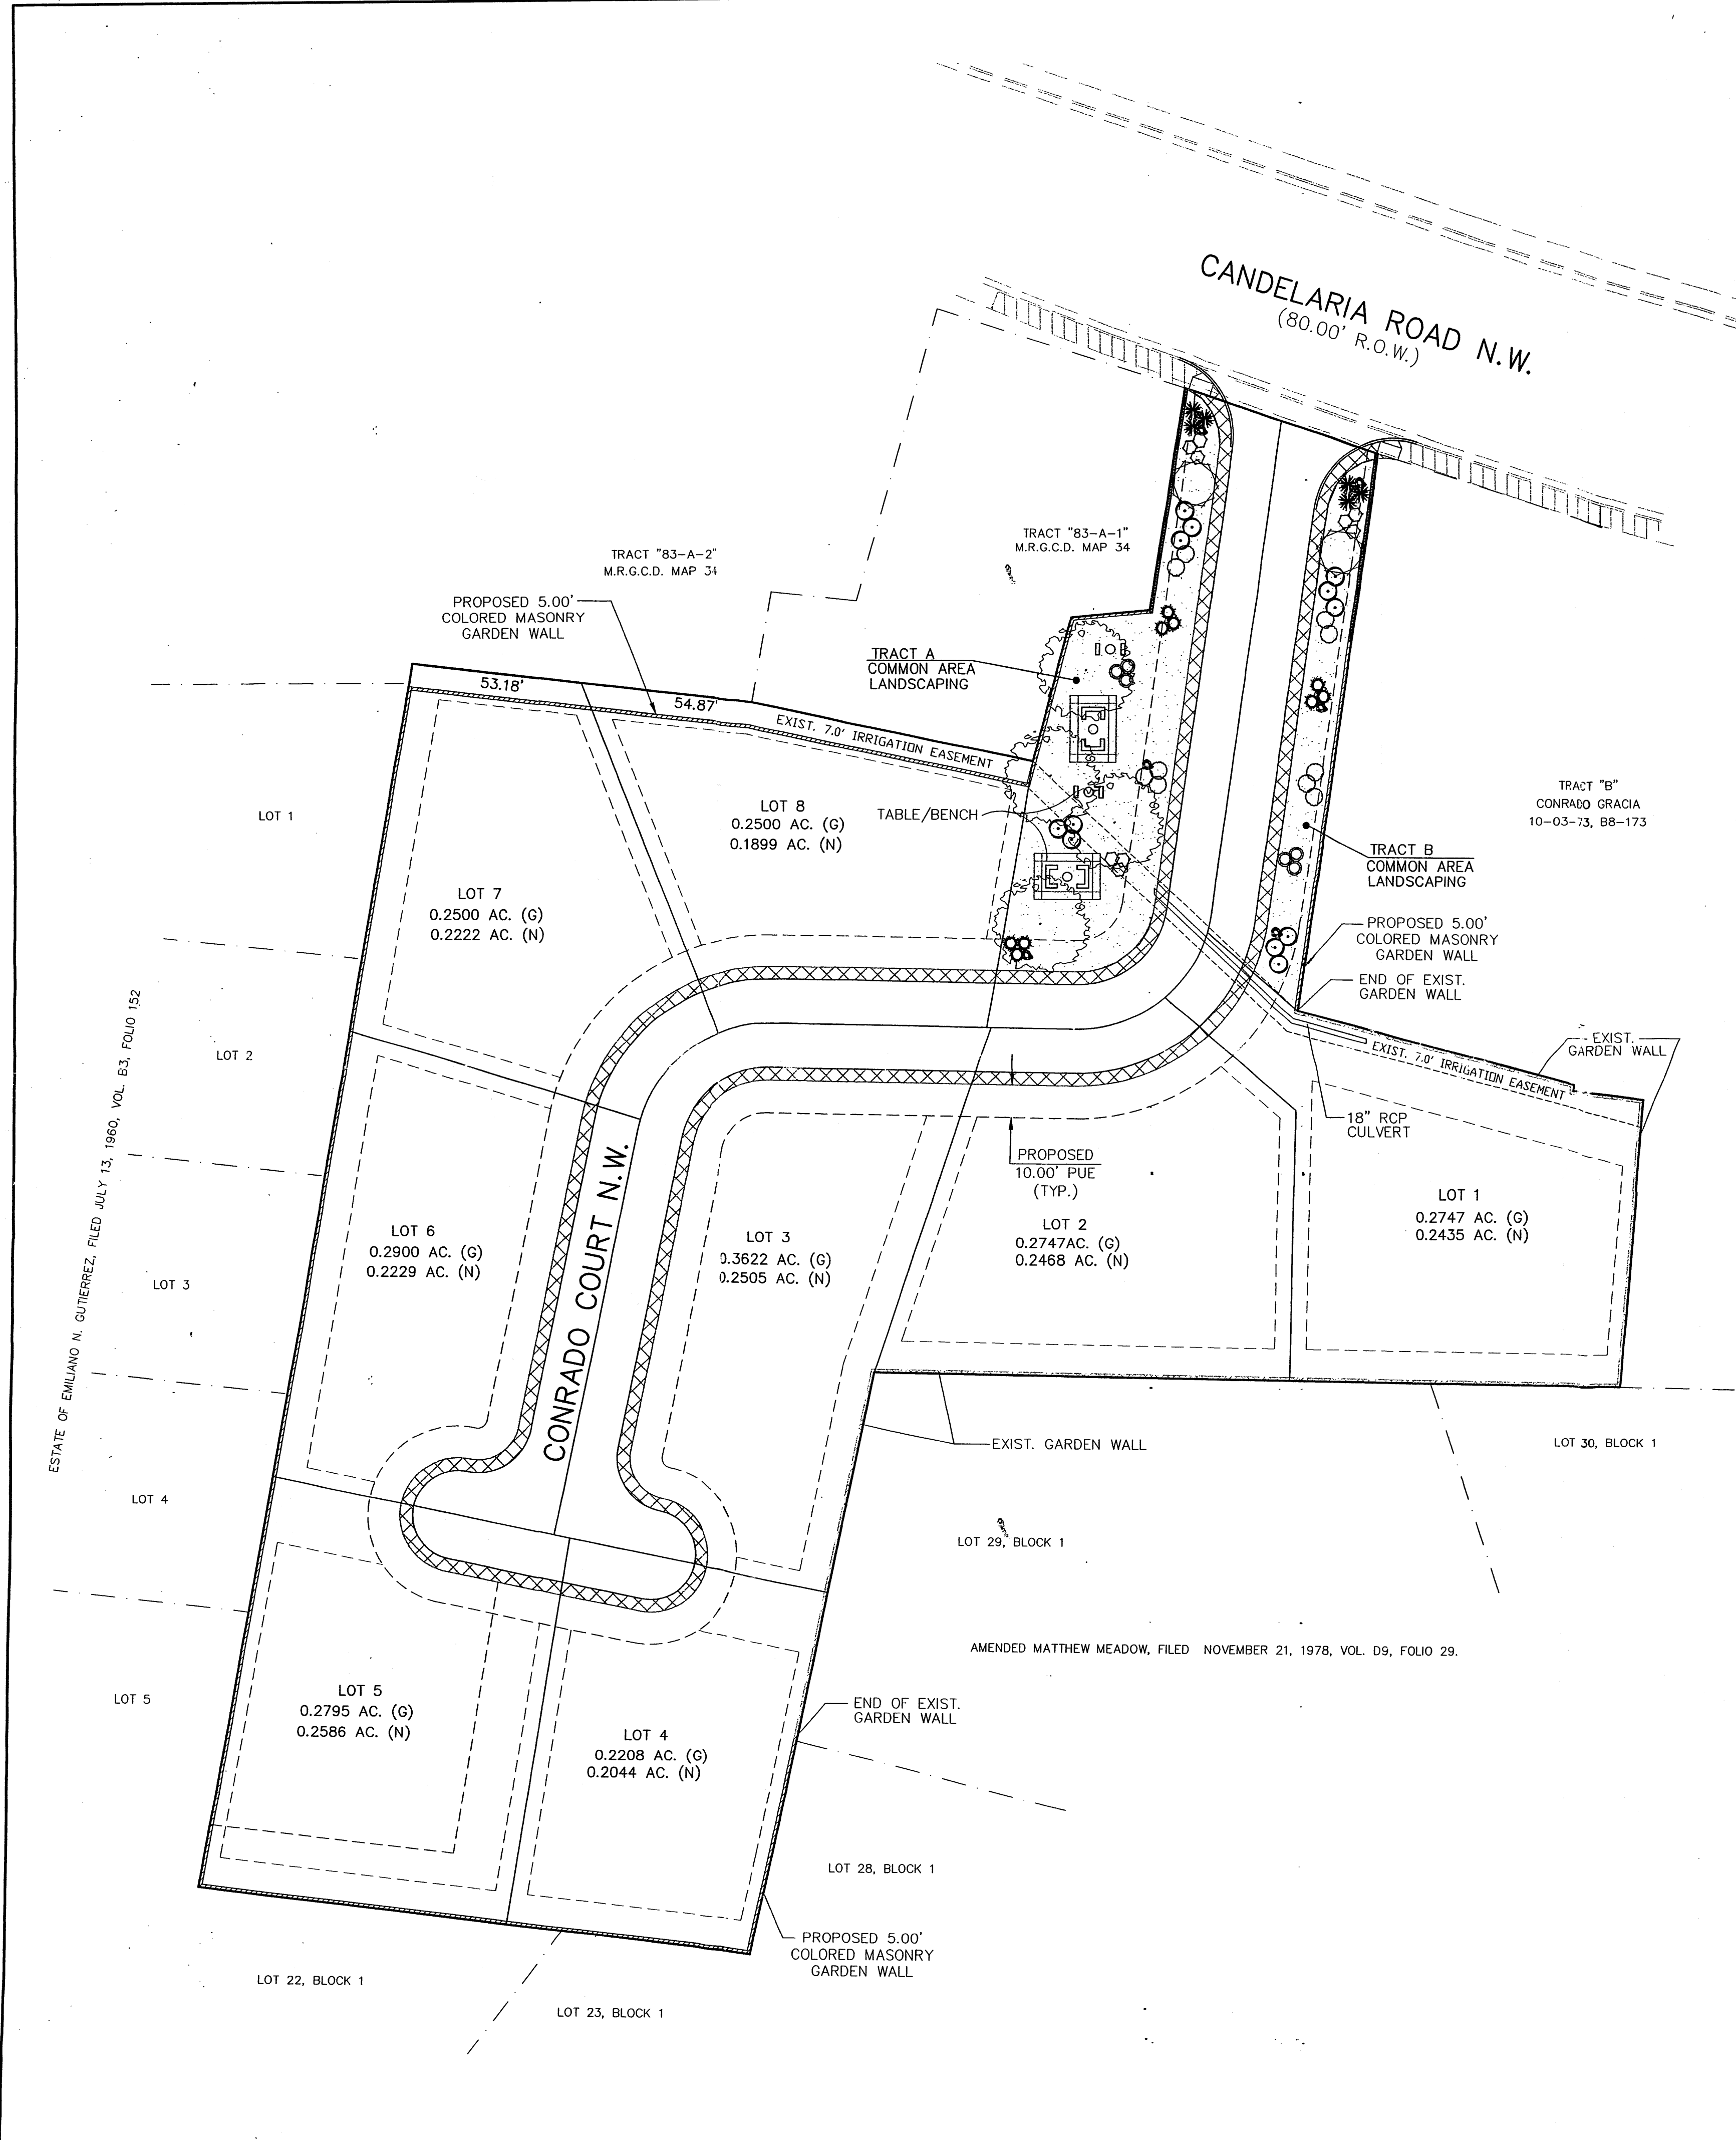 CANDELARIA ROAD N.W.
(80.00' R.O.W.)
TRACT "83-A-1"
M.R.G.C.D. MAP 34
TRACT "83-A-2"
M.R.G.C.D. MAP 34
PROPOSED 5.00'
COLORED MASONRY
GARDEN WALL
TRACT A
COMMON AREA
LANDSCAPING
53.18'
54.87'
EXIST. 7.0' IRRIGATION EASEMENT
TRACT "B"
CONRADO GRACIA
10-03-73, B8-173
LOT 1
LOT 8
0.2500 AC. (G)
0.1899 AC. (N)
TABLE/BENCH
TRACT B
COMMON AREA
LANDSCAPING
LOT 7
0.2500 AC. (G)
0.2222 AC. (N)
PROPOSED 5.00'
COLORED MASONRY
GARDEN WALL
END OF EXIST.
GARDEN WALL
EXIST.
GARDEN WALL
EXIST. 7.0' IRRIGATION EASEMENT
LOT 2
ESTATE OF EMILIANO N. GUTIERREZ, FILED JULY 13, 1960, VOL. B3, FOLIO 152
18" RCP
CULVERT
PROPOSED
10.00' PUE
(TYP.)
LOT 1
0.2747 AC. (G)
0.2435 AC. (N)
LOT 2
0.2747AC. (G)
0.2468 AC. (N)
LOT 3
0.3622 AC. (G)
0.2505 AC. (N)
LOT 6
0.2900 AC. (G)
0.2229 AC. (N)
CONRADO COURT N.W.
LOT 3
EXIST. GARDEN WALL
LOT 30, BLOCK 1
LOT 4
LOT 29, BLOCK 1
AMENDED MATTHEW MEADOW, FILED NOVEMBER 21, 1978, VOL. D9, FOLIO 29.
LOT 5
LOT 5
0.2795 AC. (G)
0.2586 AC. (N)
END OF EXIST.
GARDEN WALL
LOT 4
0.2208 AC. (G)
0.2044 AC. (N)
LOT 28, BLOCK 1
PROPOSED 5.00'
COLORED MASONRY
GARDEN WALL
LOT 22, BLOCK 1
LOT 23, BLOCK 1